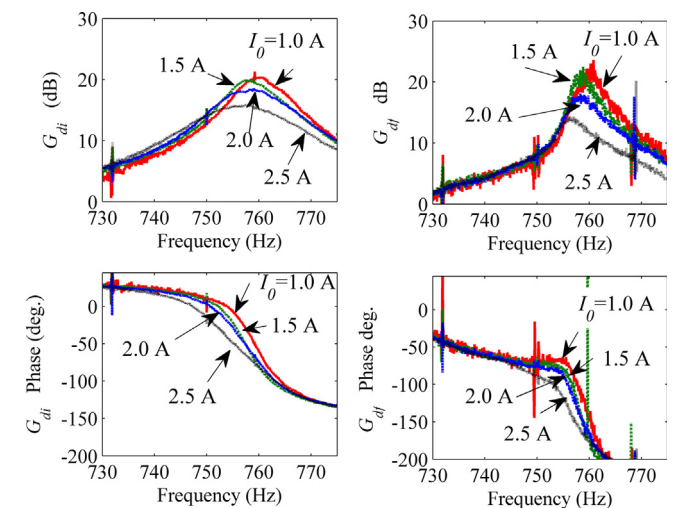 30
20
10
0
G_di (dB)
I_0=1.0 A
1.5 A
2.0 A
2.5 A
730 740 750 760 770
Frequency (Hz)
30
20
10
0
G_df dB
I_0=1.0 A
1.5 A
2.0 A
2.5 A
730 740 750 760 770
Frequency (Hz)
0
-50
-100
-150
-200
G_di Phase (deg.)
I_0=1.0 A
1.5 A
2.0 A
2.5 A
730 740 750 760 770
Frequency (Hz)
0
-50
-100
-150
-200
G_df Phase deg.
I_0=1.0 A
1.5 A
2.0 A
2.5 A
730 740 750 760 770
Frequency (Hz)